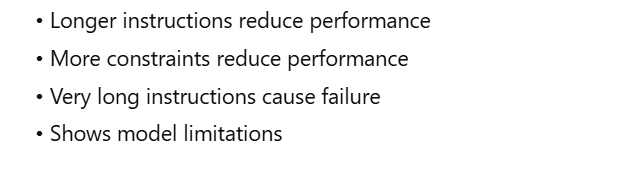 • Longer instructions reduce performance
• More constraints reduce performance
• Very long instructions cause failure
• Shows model limitations